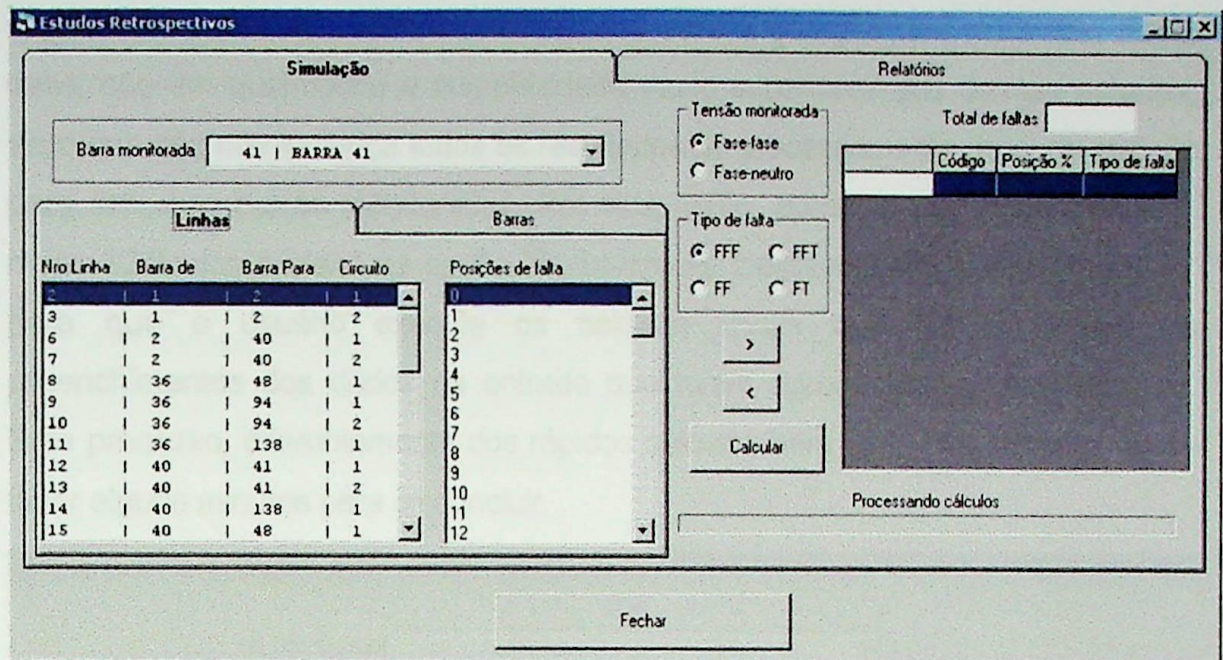 Estudos Retrospectivos
Simulação
Relatórios
Barra monitorada
41 | BARRA 41
Tensão monitorada
Fase-fase
Fase-neutro
Total de faltas
Código Posição % Tipo de falta
Linhas
Barras
Tipo de falta
FFF FFT
FF FT
Nro Linha Barra de Barra Para Circuito
2 | 1 | 2 | 1
3 | 1 | 2 | 2
6 | 2 | 40 | 1
7 | 2 | 40 | 2
8 | 36 | 48 | 1
9 | 36 | 94 | 1
10 | 36 | 94 | 2
11 | 36 | 138 | 1
12 | 40 | 41 | 1
13 | 40 | 41 | 2
14 | 40 | 138 | 1
15 | 40 | 48 | 1
Posições de falta
0
1
2
3
4
5
6
7
8
9
10
11
12
>
<
Calcular
Processando cálculos
Fechar